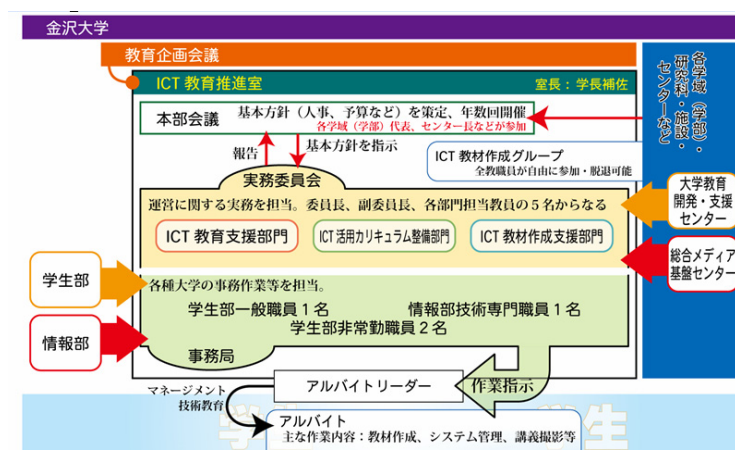 金沢大学
教育企画会議
ICT 教育推進室
室長：学長補佐
各学域（学部）・
研究科・施設・
センターなど
本部会議
基本方針（人事、予算など）を策定、年数回開催
各学域（学部）代表、センター長などが参加
報告
基本方針を指示
ICT 教材作成グループ
全教職員が自由に参加・脱退可能
実務委員会
運営に関する実務を担当。委員長、副委員長、各部門担当教員の５名からなる
ICT 教育支援部門
ICT 活用カリキュラム整備部門
ICT 教材作成支援部門
大学教育
開発・支援
センター
総合メディア
基盤センター
学生部
情報部
各種大学の事務作業等を担当。
学生部一般職員１名
情報部技術専門職員１名
学生部非常勤職員２名
事務局
マネージメント
技術教育
アルバイトリーダー
作業指示
アルバイト
主な作業内容：教材作成、システム管理、講義撮影等
学生
学生